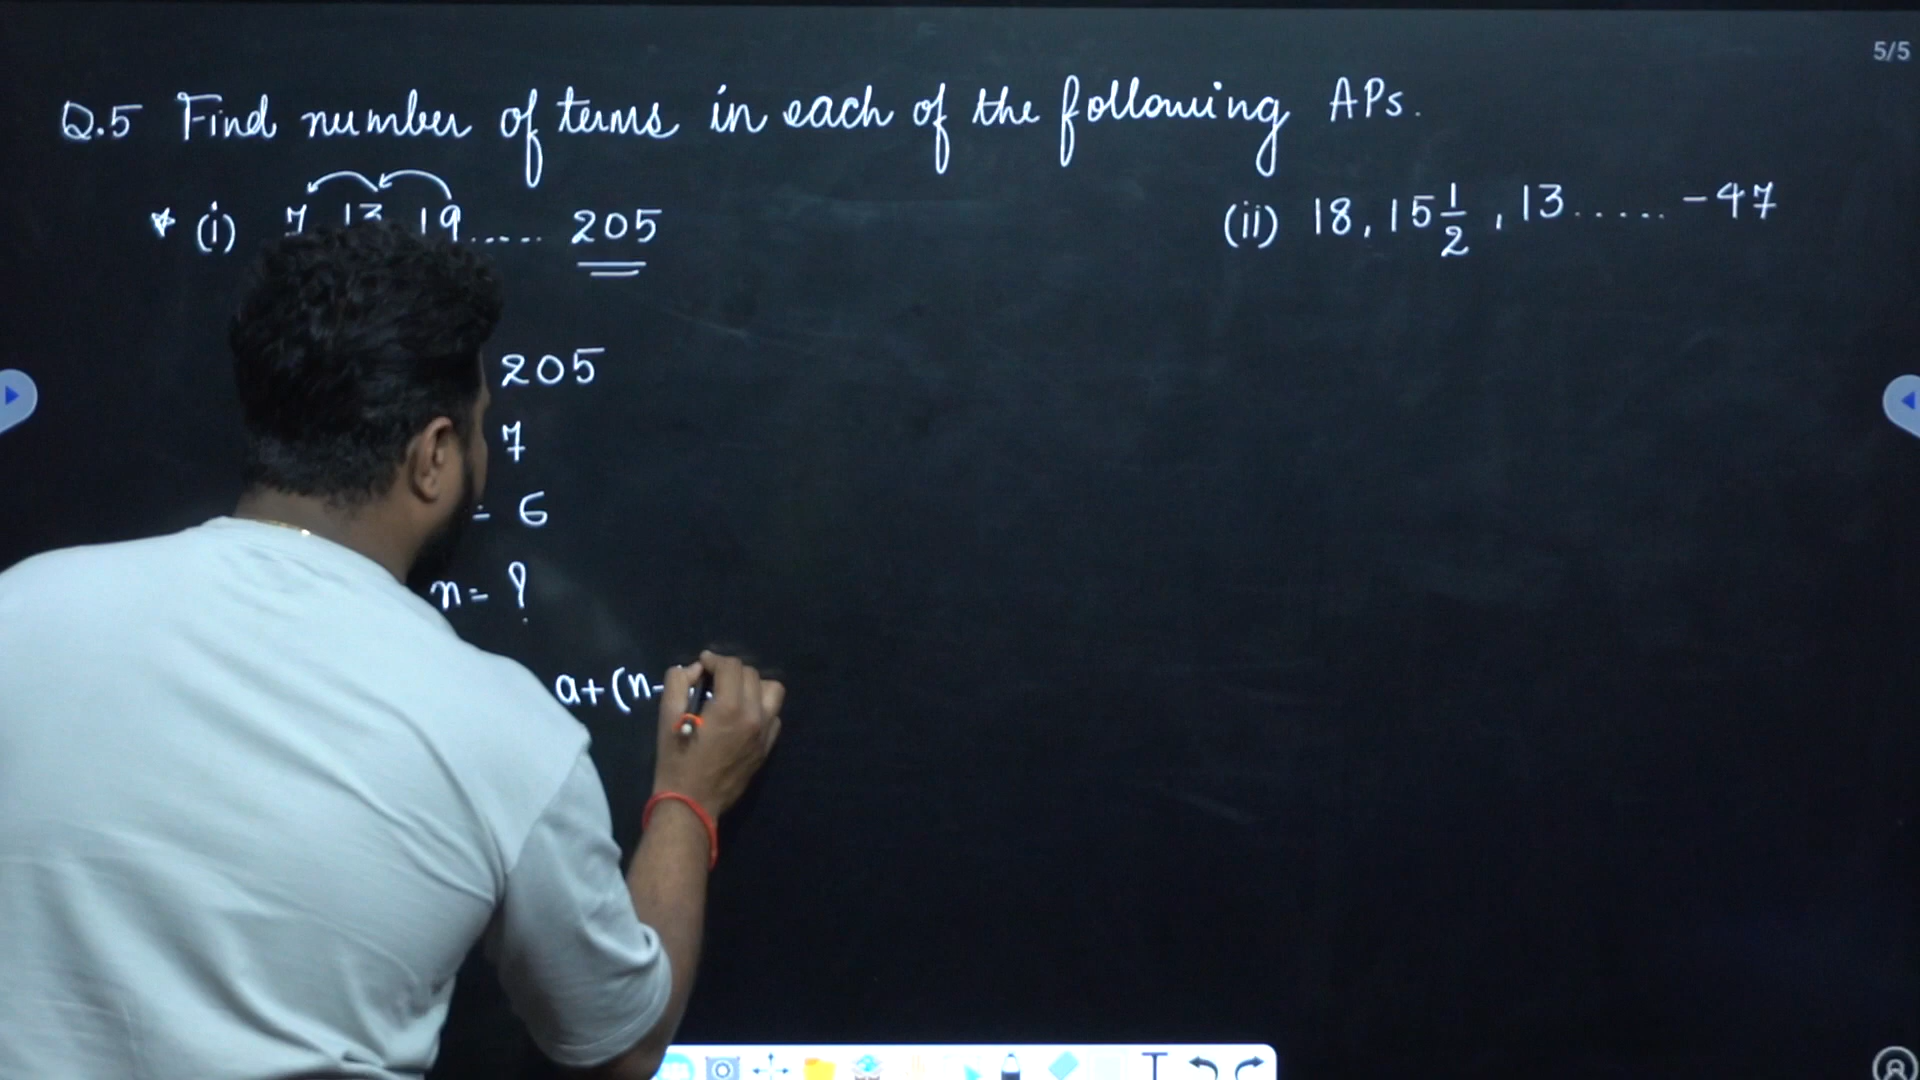 5/5
Q.5 Find number of terms in each of the following APs.
(i) 7 13 19..... 205
(ii) 18, 15 1/2, 13...... -47
205
7
= 6
n = ?
a+(n-
T